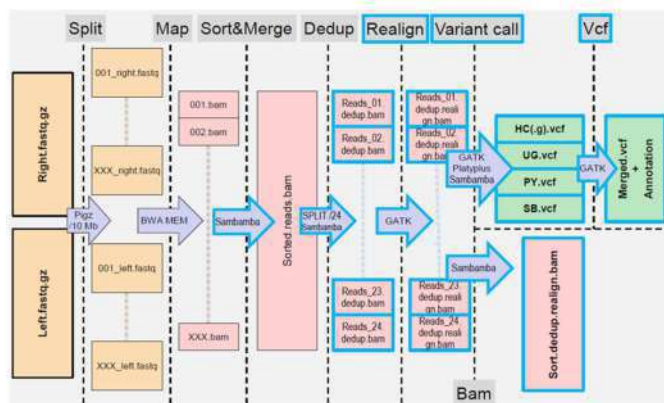 Split
Map
Sort&Merge
Dedup
Realign
Variant call
Vcf
Right.fastq.gz
Left.fastq.gz
001_right.fastq
XXX_right.fastq
001_left.fastq
XXX_left.fastq
Pigz
/10 Mb
BWA MEM
001.bam
002.bam
XXX.bam
Sambamba
Sorted.reads.bam
SPLIT /24
Sambamba
Reads_01.
dedup.bam
Reads_02.
dedup.bam
Reads_23.
dedup.bam
Reads_24.
dedup.bam
GATK
Reads_01.
dedup.reali
gn.bam
Reads_02
dedup.reali
gn.bam
Reads_23.
dedup.reali
gn.bam
Reads_24.
dedup.reali
gn.bam
GATK
Platypius
Sambamba
HC(.g).vcf
UG.vcf
PY.vcf
SB.vcf
GATK
Merged.vcf
+
Annotation
Sambamba
Sort.dedup.realign.bam
Bam